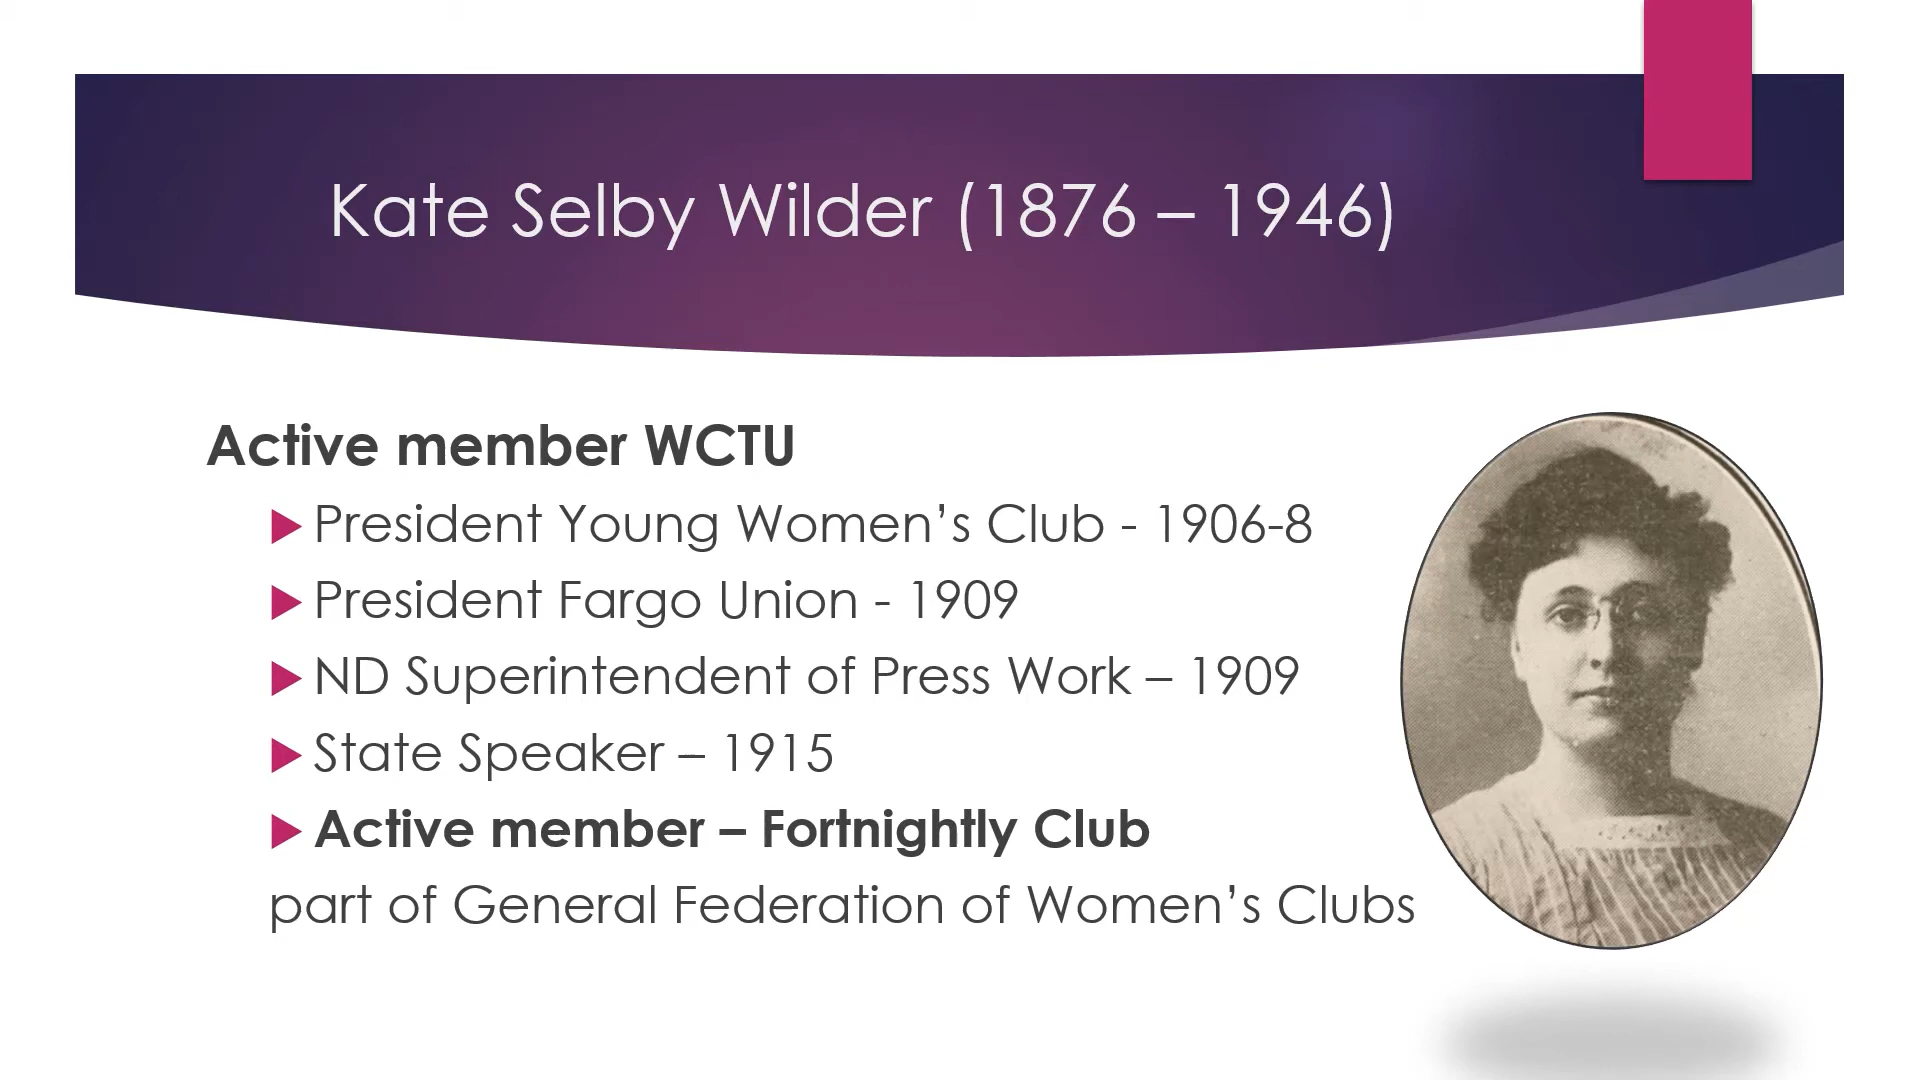 Kate Selby Wilder (1876 – 1946)
Active member WCTU
President Young Women’s Club - 1906-8
President Fargo Union - 1909
ND Superintendent of Press Work – 1909
State Speaker – 1915
Active member – Fortnightly Club
part of General Federation of Women’s Clubs